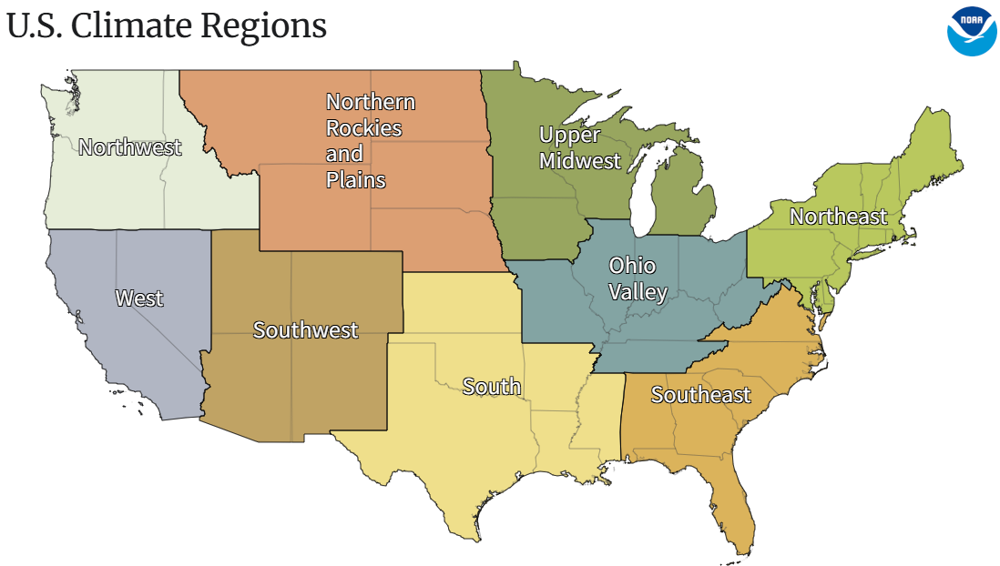 U.S. Climate Regions
NOAA
Northern
Rockies
and
Plains
Upper
Midwest
Northwest
Northeast
Ohio
Valley
West
Southwest
South
Southeast